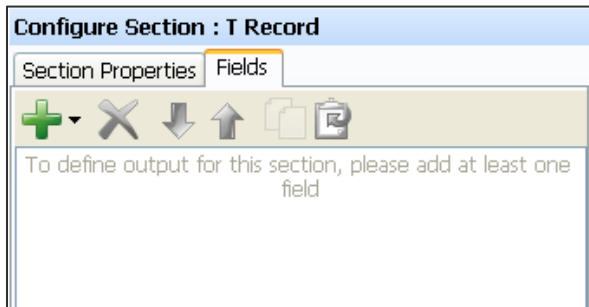 Configure Section : T Record
Section Properties Fields
To define output for this section, please add at least one
field